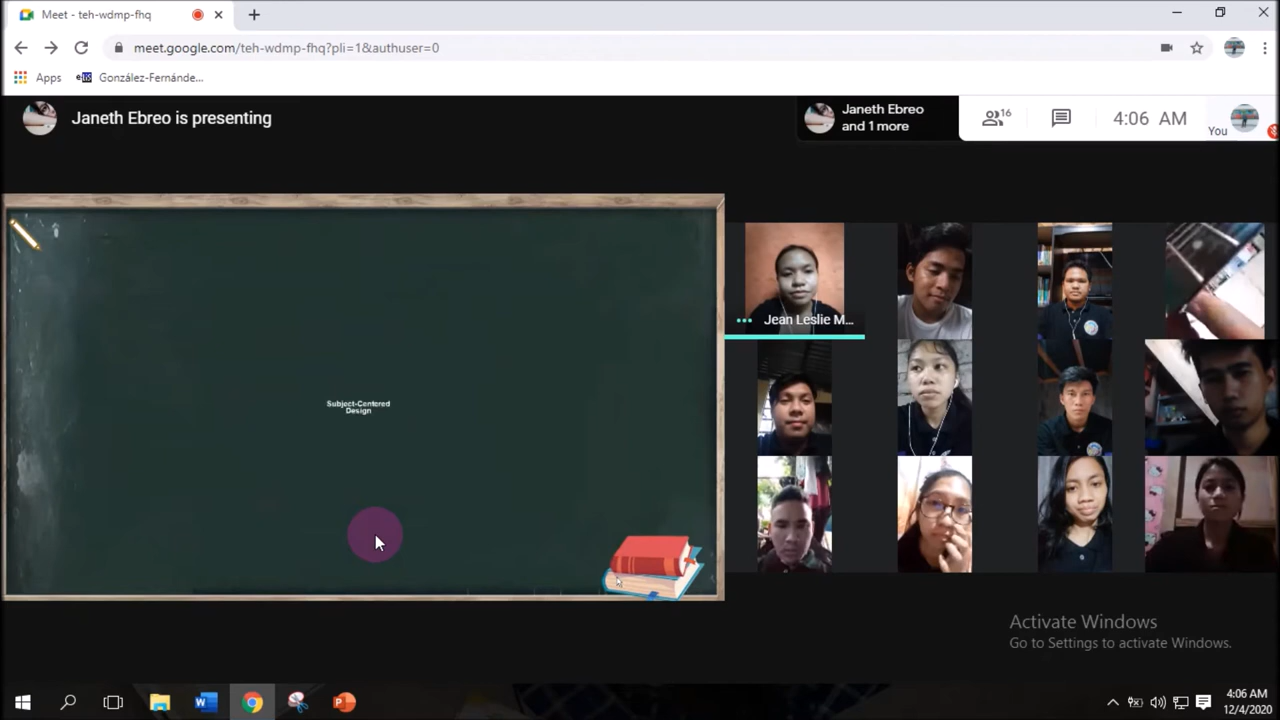 Meet - teh-wdmp-fhq
meet.google.com/teh-wdmp-fhq?pli=1&authuser=0
Apps
González-Fernánde...
Janeth Ebreo is presenting
Janeth Ebreo
and 1 more
16
4:06 AM
You
Jean Leslie M...
Subject-Centered
Design
Activate Windows
Go to Settings to activate Windows.
4:06 AM
12/4/2020